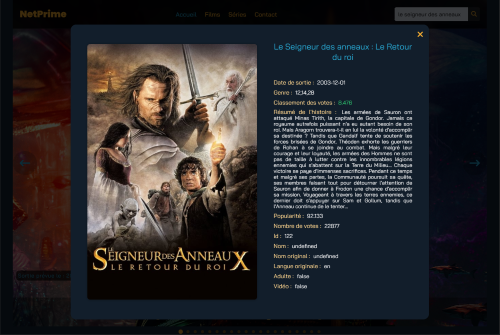 NetPrime
Accueil Films Séries Contact
le seigneur des anneaux
×
Le Seigneur des anneaux : Le Retour
du roi
Date de sortie : 2003-12-01
Genre : 12,14,28
Classement des votes : 8.476
Résumé de l'histoire : Les armées de Sauron ont
attaqué Minas Tirith, la capitale de Gondor. Jamais ce
royaume autrefois puissant n'a eu autant besoin de son
roi. Mais Aragorn trouvera-t-il en lui la volonté d'accomplir
sa destinée ? Tandis que Gandalf tente de soutenir les
forces brisées de Gondor, Théoden exhorte les guerriers
de Rohan à se joindre au combat. Mais malgré leur
courage et leur loyauté, les armées des Hommes ne sont
pas de taille à lutter contre les innombrables légions
ennemies qui s'abattent sur la Terre du Milieu... Chaque
victoire se paye d'immenses sacrifices. Pendant ce temps
et malgré ses pertes, la Communauté poursuit sa quête,
ses membres faisant tout pour détourner l'attention de
Sauron afin de donner à Frodon une chance d'accomplir
sa mission. Voyageant à travers les terres ennemies, ce
dernier doit s'appuyer sur Sam et Gollum, tandis que
l'Anneau continue de le tenter...
Popularité : 92.133
Nombre de votes : 22877
Id : 122
Nom : undefined
Nom original : undefined
Langue originale : en
Adulte : false
Vidéo : false
LE SEIGNEUR DES ANNEAUX
LE RETOUR DU ROI